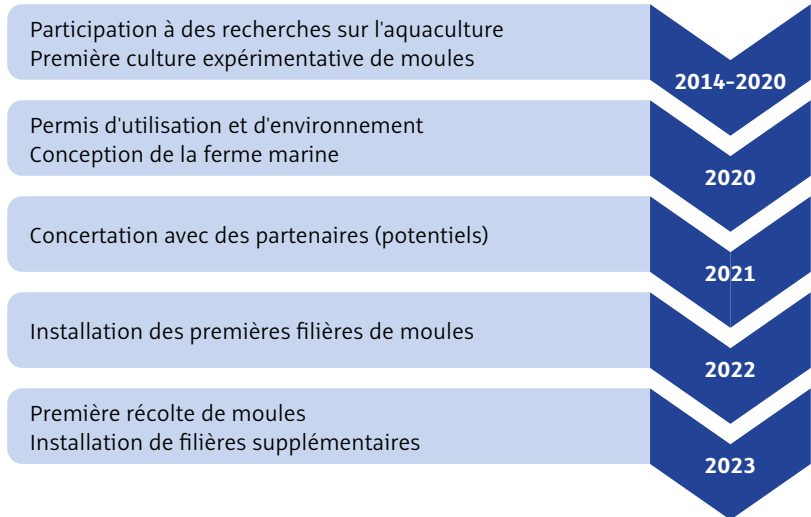 Participation à des recherches sur l'aquaculture
Première culture expérimentative de moules
2014-2020
Permis d'utilisation et d'environnement
Conception de la ferme marine
2020
Concertation avec des partenaires (potentiels)
2021
Installation des premières filières de moules
2022
Première récolte de moules
Installation de filières supplémentaires
2023